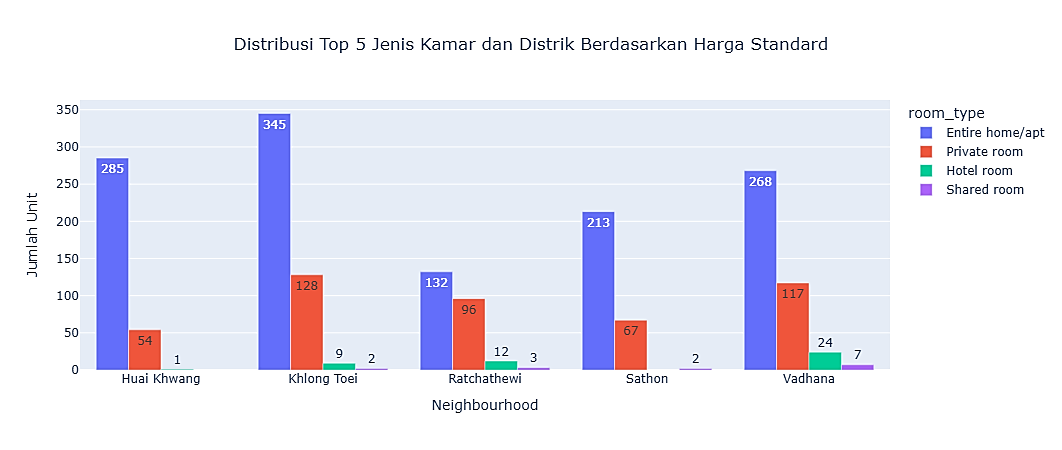 Distribusi Top 5 Jenis Kamar dan Distrik Berdasarkan Harga Standard
room_type
Entire home/apt
Private room
Hotel room
Shared room
Jumlah Unit
350
300
250
200
150
100
50
0
285
54
1
345
128
9
2
132
96
12
3
213
67
2
268
117
24
7
Huai Khwang
Khlong Toei
Ratchathewi
Sathon
Vadhana
Neighbourhood